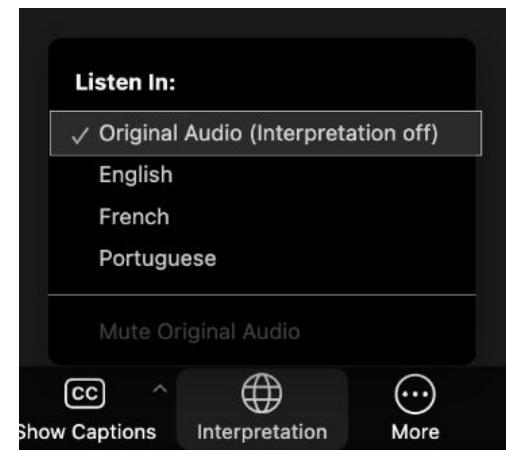 Listen In:
✓ Original Audio (Interpretation off)
English
French
Portuguese
Mute Original Audio
CC
Show Captions Interpretation More